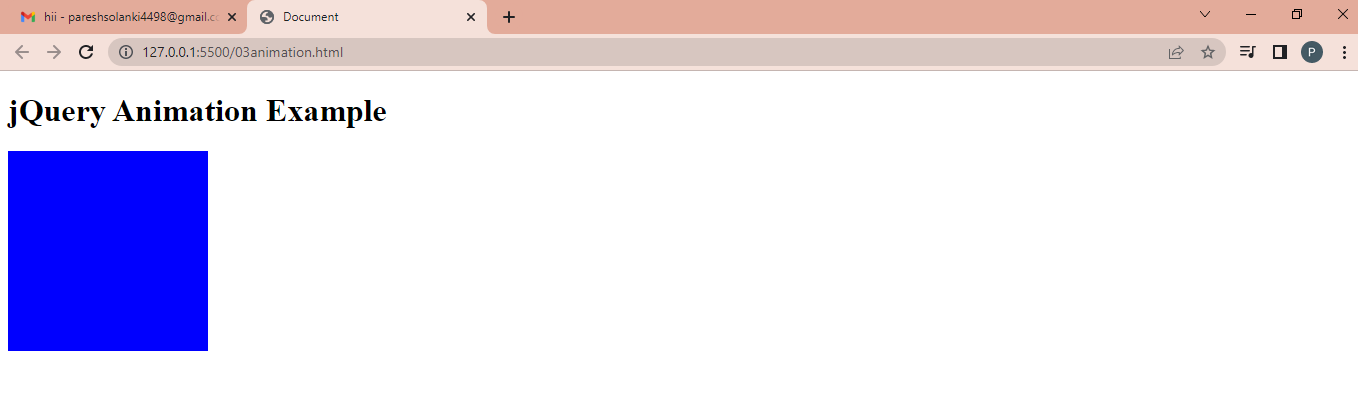 hii - pareshsolanki4498@gmail.c
Document
127.0.0.1:5500/03animation.html
P
jQuery Animation Example